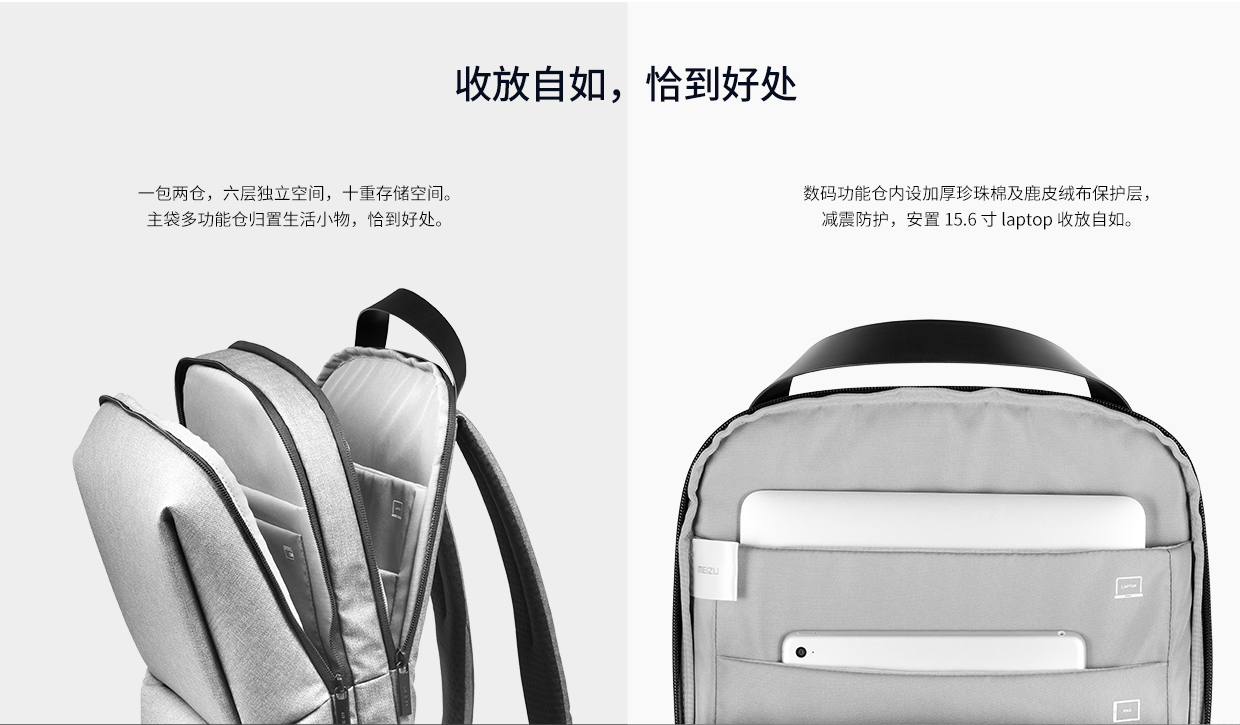 收放自如，恰到好处
一包两仓，六层独立空间，十重存储空间。
主袋多功能仓归置生活小物，恰到好处。
数码功能仓内设加厚珍珠棉及鹿皮绒布保护层，
减震防护，安置 15.6 寸 laptop 收放自如。
MEIZU
LAPTOP